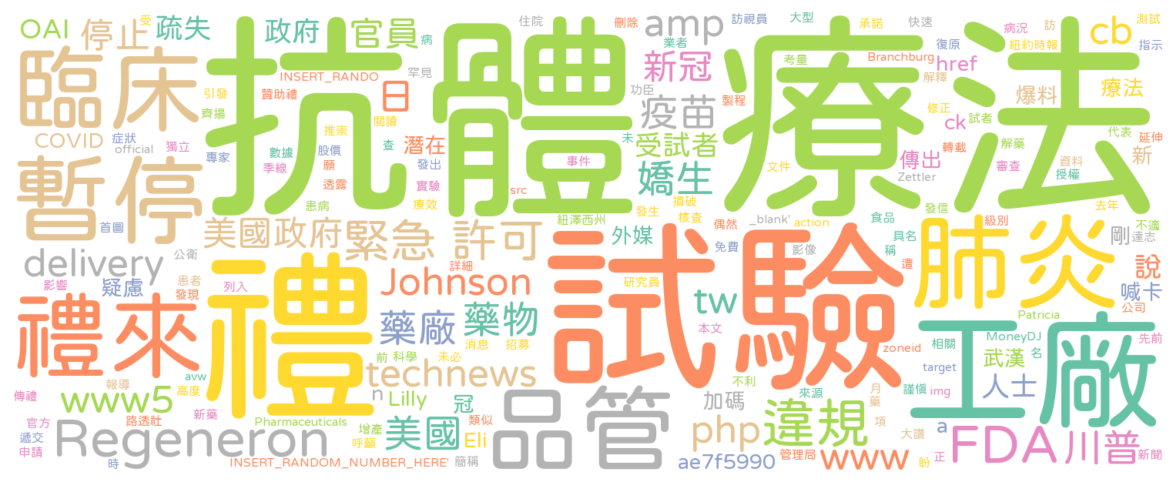 OAI 停止 疏失 政府 官員 病 住院 刪除 amp 訪視員 大型 承諾 快速 受 測試
臨床 抗體 療法 新冠 業者 考量 病況 訪 紐約時報 cb 指示
INSERT_RANDO 罕見 功臣 疫苗 製程 Branchburg 復原 href 解釋 爆料 療法
引發 贊助禮 日 齊揚 推崇 閱讀 潛在 未 受試者 修正 ck 試者 解藥 代表 延伸
COVID 症狀 獨立 official 專家 數據 股價 查 發出 事件 文件 傳出 轉載 審查 資料 授權 新
暫停 季線 願 透露 實驗 嬌生 Zettler
患病 療效 src 損破 核查 偶然 食品 發信 級別 去年 不適
首圖 公衛 美國政府 緊急 許可 紐澤西州 發生 _blank' action 具名 稱 剛 達志
delivery 疑慮 患者 發現 影響 列入 詳細 Johnson 外媒 免費 影像 遭 肺炎 說 喊卡
禮來 禮 試驗 藥廠 藥物 研究員 tw 本文 Patricia 公司
前 科學 未必 消息 招募 zoneid 相關 MoneyDJ 名 先前
avw technews 不利 target 武漢 工廠
傳禮 www5 報導 高度 新藥 n Lilly 冠 類似 品管 加碼 來源 月 藥 謹慎 img 人士
官方 路透社 Pharmaceuticals 增產 呼籲 美國 Eli php 違規 項 大讚 a
遞交 申請 時 Regeneron INSERT_RANDOM_NUMBER_HERE' 簡稱 ae7f5990 管理局 www 盼 正 FDA 川普 新聞